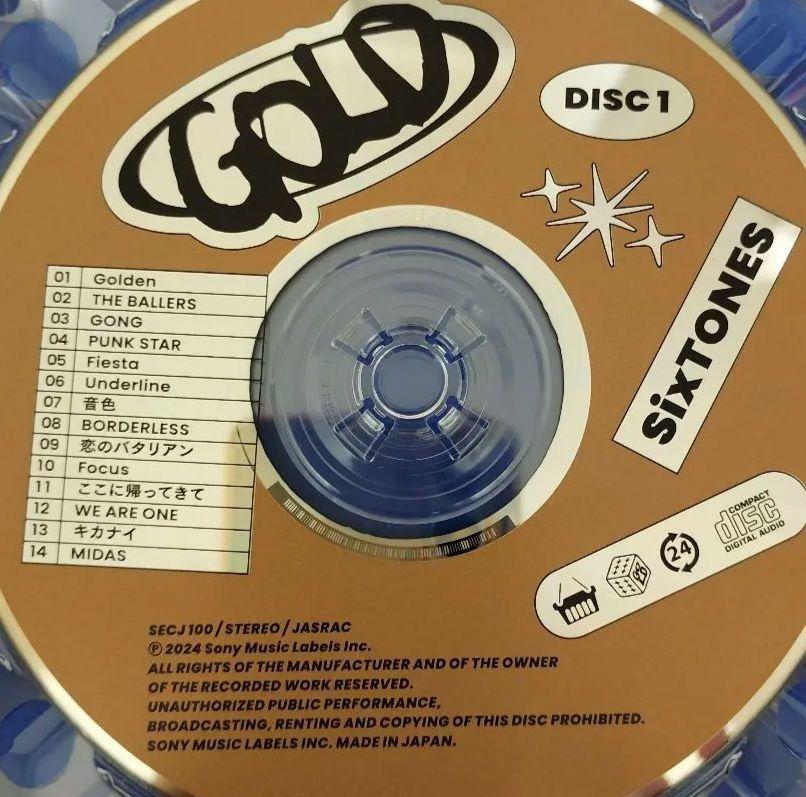 GOLD
DISC 1
SixTONES
01 Golden
02 THE BALLERS
03 GONG
04 PUNK STAR
05 Fiesta
06 Underline
07 音色
08 BORDERLESS
09 恋のバタリアン
10 Focus
11 ここに帰ってきて
12 WE ARE ONE
13 キカナイ
14 MIDAS
24
COMPACT
disc
DIGITAL AUDIO
SECJ 100 / STEREO / JASRAC
Ⓟ 2024 Sony Music Labels Inc.
ALL RIGHTS OF THE MANUFACTURER AND OF THE OWNER
OF THE RECORDED WORK RESERVED.
UNAUTHORIZED PUBLIC PERFORMANCE,
BROADCASTING, RENTING AND COPYING OF THIS DISC PROHIBITED.
SONY MUSIC LABELS INC. MADE IN JAPAN.